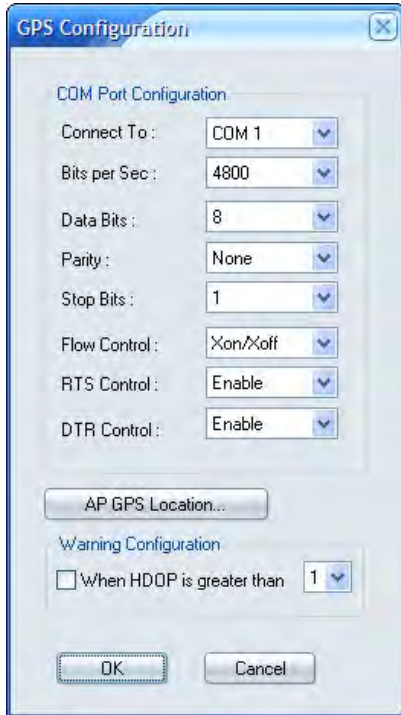 GPS Configuration
COM Port Configuration
Connect To : COM 1
Bits per Sec : 4800
Data Bits : 8
Parity : None
Stop Bits : 1
Flow Control : Xon/Xoff
RTS Control : Enable
DTR Control : Enable
AP GPS Location...
Warning Configuration
When HDOP is greater than 1
OK Cancel